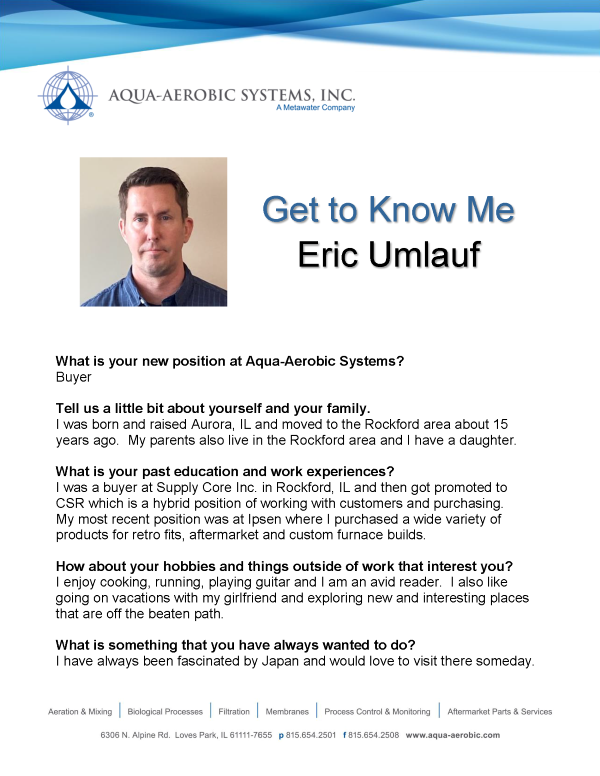 AQUA-AEROBIC SYSTEMS, INC.
A Metawater Company
®
Get to Know Me
Eric Umlauf
What is your new position at Aqua-Aerobic Systems?
Buyer
Tell us a little bit about yourself and your family.
I was born and raised Aurora, IL and moved to the Rockford area about 15
years ago. My parents also live in the Rockford area and I have a daughter.
What is your past education and work experiences?
I was a buyer at Supply Core Inc. in Rockford, IL and then got promoted to
CSR which is a hybrid position of working with customers and purchasing.
My most recent position was at Ipsen where I purchased a wide variety of
products for retro fits, aftermarket and custom furnace builds.
How about your hobbies and things outside of work that interest you?
I enjoy cooking, running, playing guitar and I am an avid reader. I also like
going on vacations with my girlfriend and exploring new and interesting places
that are off the beaten path.
What is something that you have always wanted to do?
I have always been fascinated by Japan and would love to visit there someday.
Aeration & Mixing | Biological Processes | Filtration | Membranes | Process Control & Monitoring | Aftermarket Parts & Services
6306 N. Alpine Rd. Loves Park, IL 61111-7655 p 815.654.2501 f 815.654.2508 www.aqua-aerobic.com